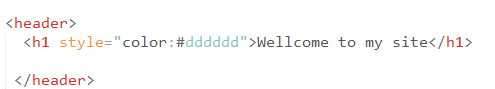 <header>
<h1 style="color:#dddddd">Wellcome to my site</h1>
</header>